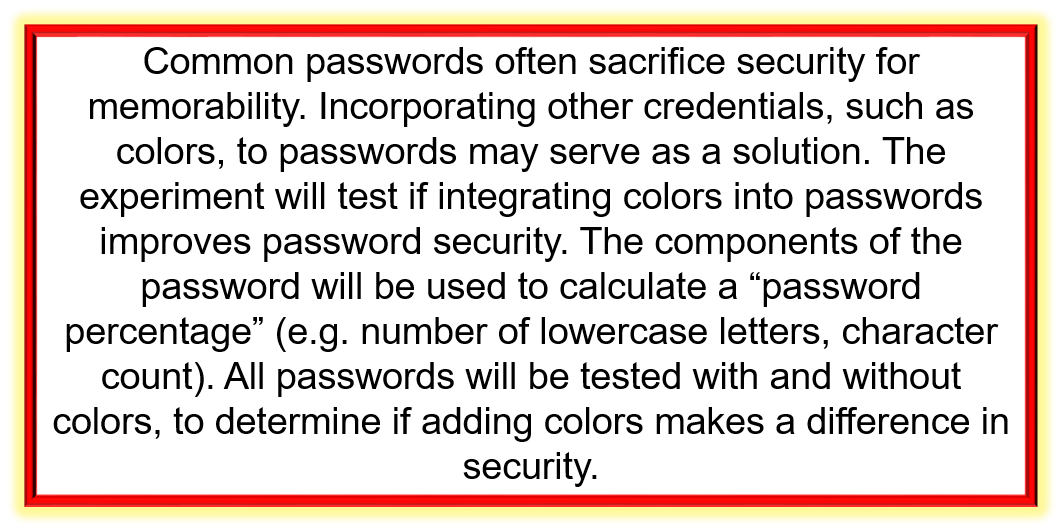 Common passwords often sacrifice security for
memorability. Incorporating other credentials, such as
colors, to passwords may serve as a solution. The
experiment will test if integrating colors into passwords
improves password security. The components of the
password will be used to calculate a “password
percentage” (e.g. number of lowercase letters, character
count). All passwords will be tested with and without
colors, to determine if adding colors makes a difference in
security.